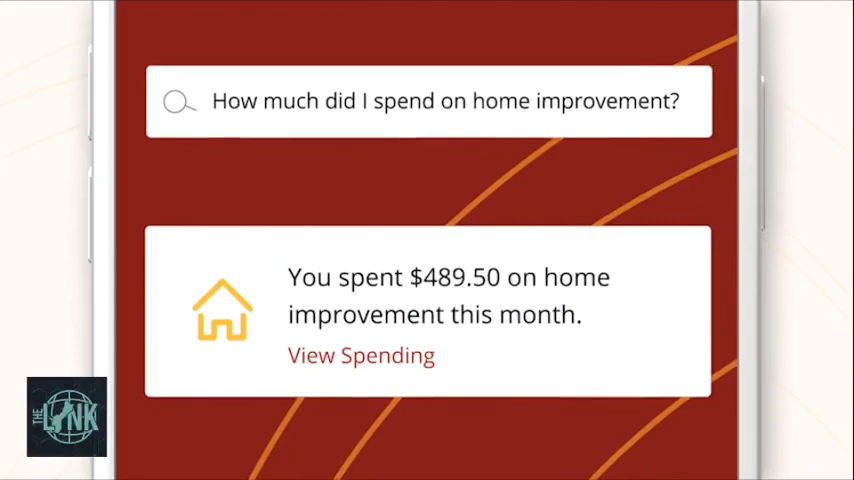 How much did I spend on home improvement?
You spent $489.50 on home
improvement this month.
View Spending
THE LINK